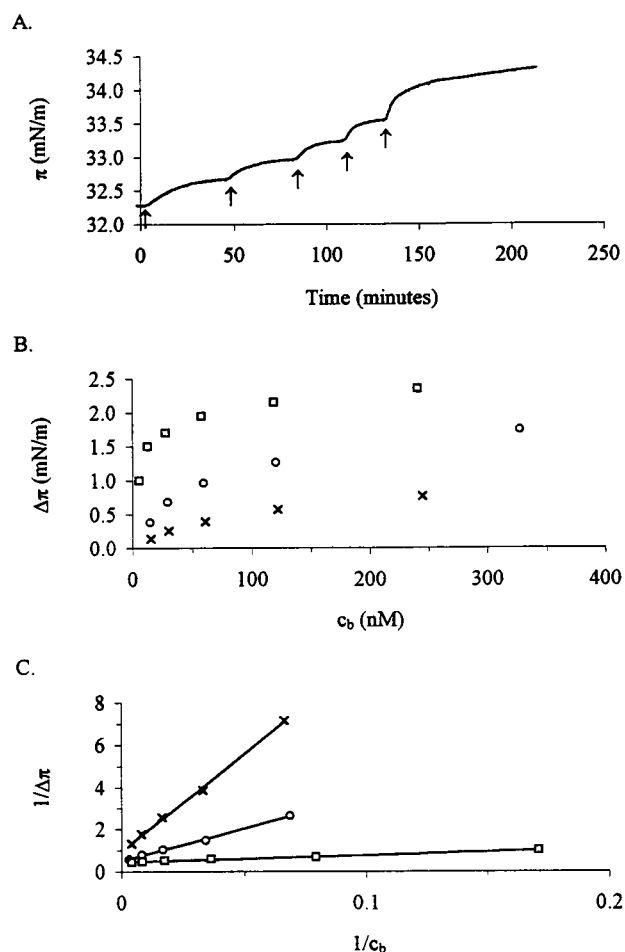 A.
34.5
34.0
33.5
33.0
32.5
32.0
π (mN/m)
0 50 100 150 200 250
Time (minutes)
B.
2.5
2.0
1.5
1.0
0.5
0.0
Δπ (mN/m)
0 100 200 300 400
c_b (nM)
C.
8
6
4
2
0
1/Δπ
0 0.1 0.2
1/c_b